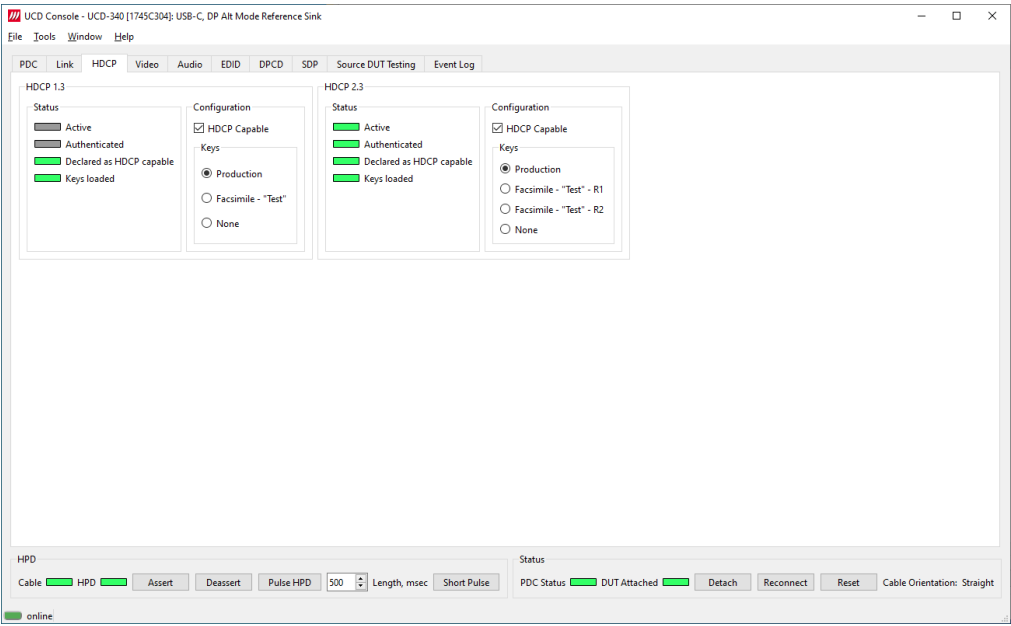 UCD Console - UCD-340 [1745C304]: USB-C, DP Alt Mode Reference Sink
File Tools Window Help
PDC Link HDCP Video Audio EDID DPCD SDP Source DUT Testing Event Log
HDCP 1.3
Status
Active
Authenticated
Declared as HDCP capable
Keys loaded
Configuration
HDCP Capable
Keys
Production
Facsimile - "Test"
None
HDCP 2.3
Status
Active
Authenticated
Declared as HDCP capable
Keys loaded
Configuration
HDCP Capable
Keys
Production
Facsimile - "Test" - R1
Facsimile - "Test" - R2
None
HPD
Cable HPD Assert Deassert Pulse HPD 500 Length, msec Short Pulse
Status
PDC Status DUT Attached Detach Reconnect Reset Cable Orientation: Straight
online